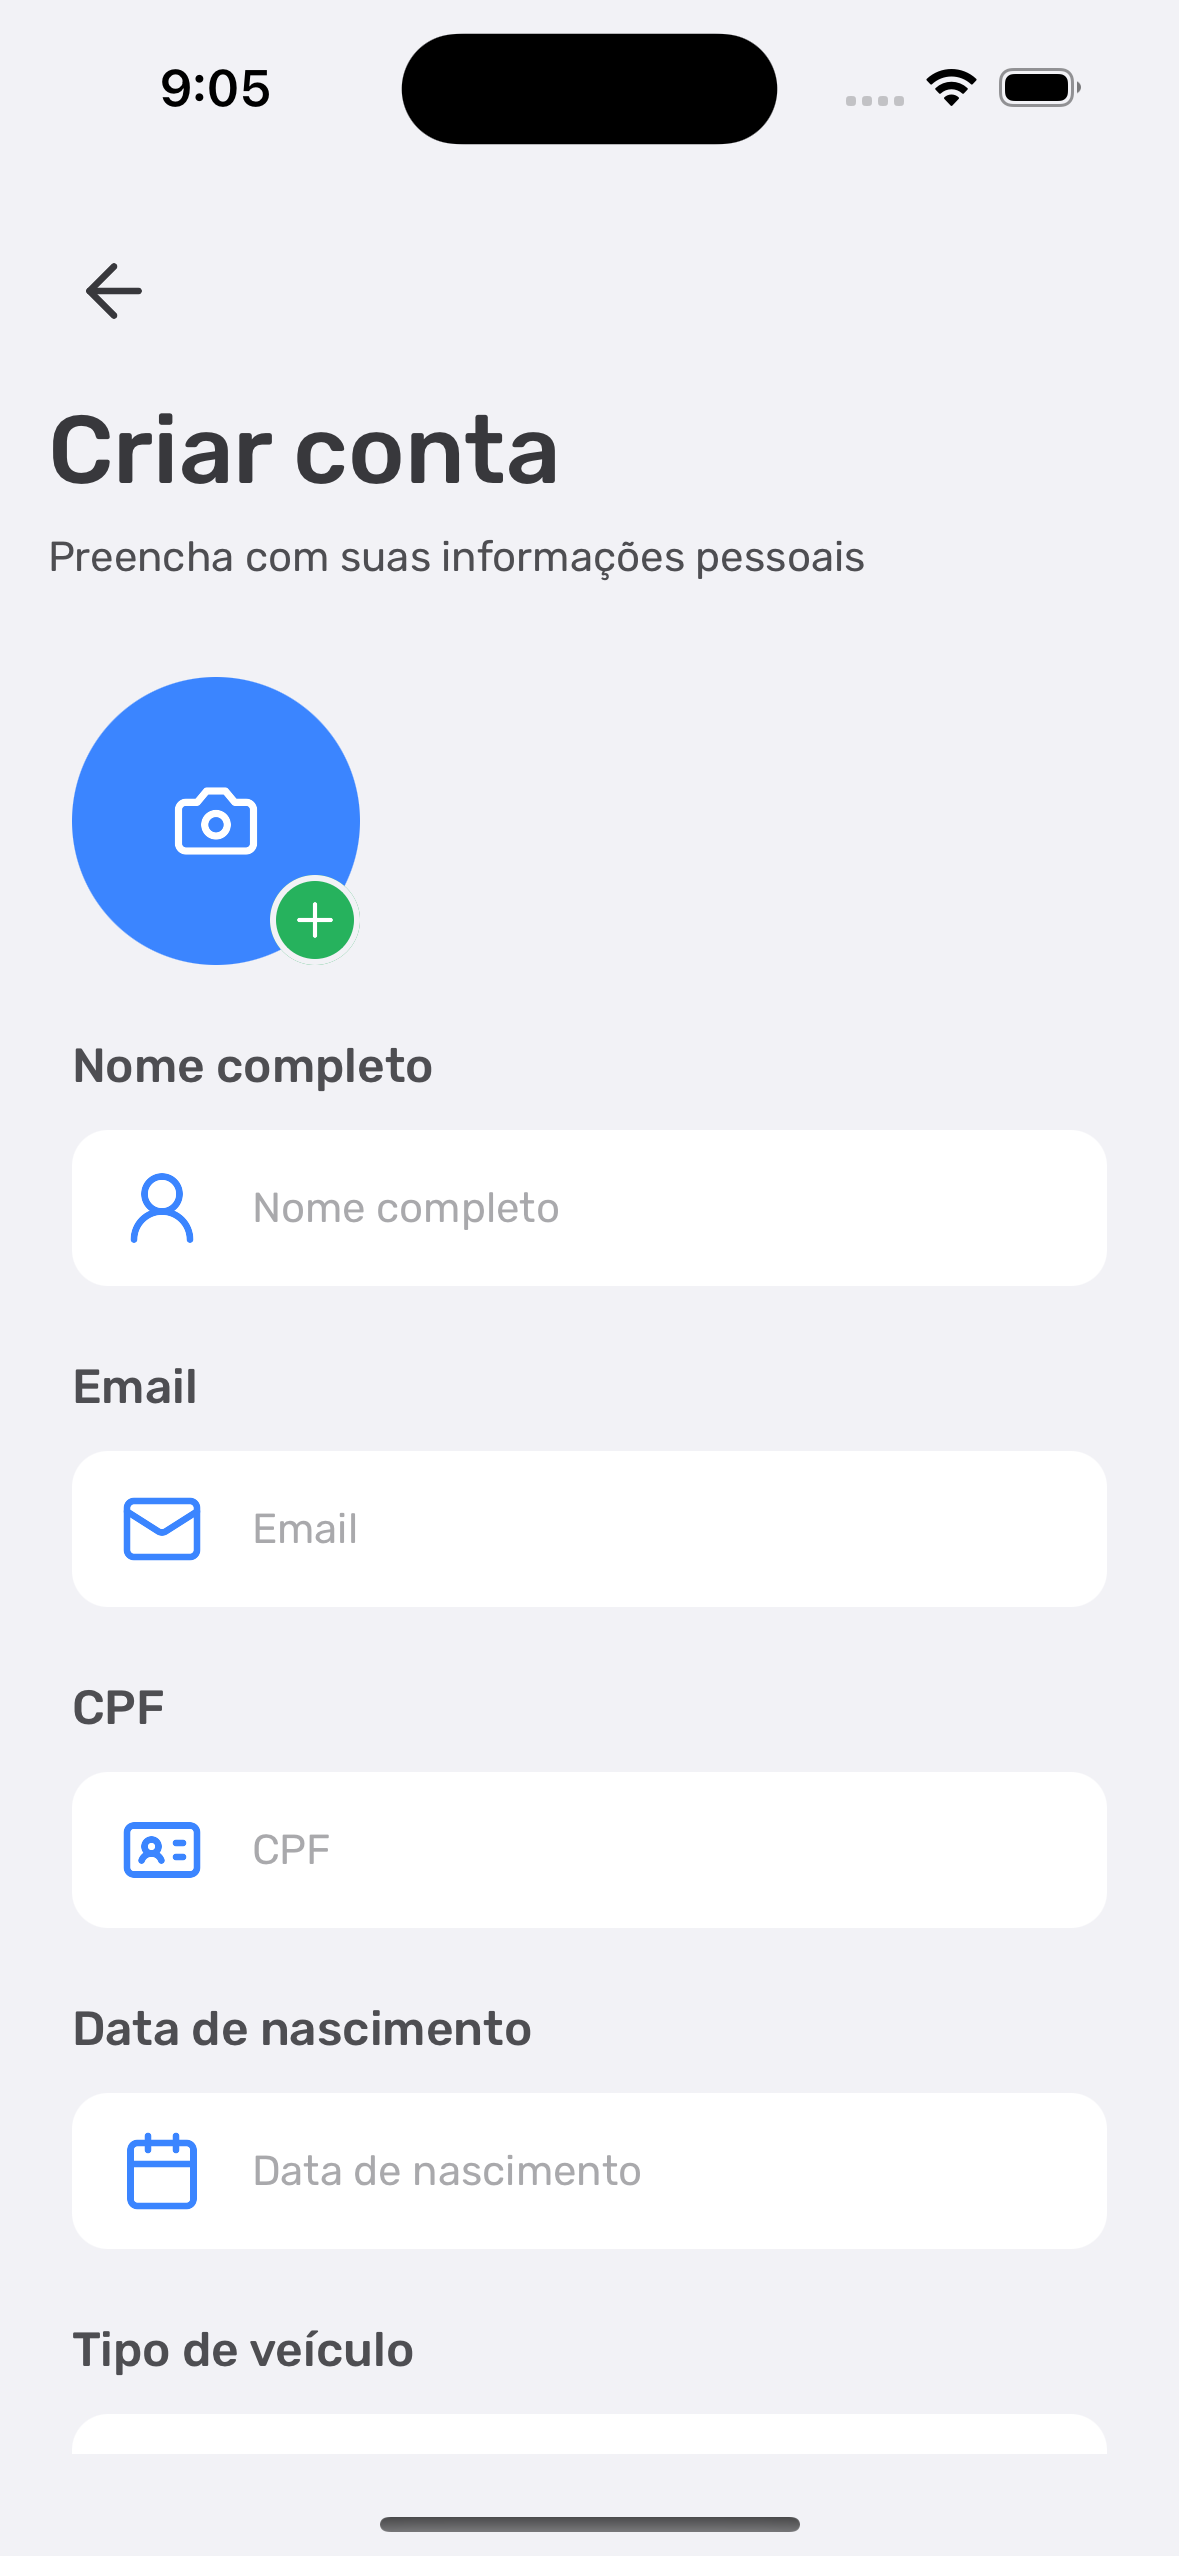 9:05
Criar conta
Preencha com suas informações pessoais
Nome completo
Nome completo
Email
Email
CPF
CPF
Data de nascimento
Data de nascimento
Tipo de veículo